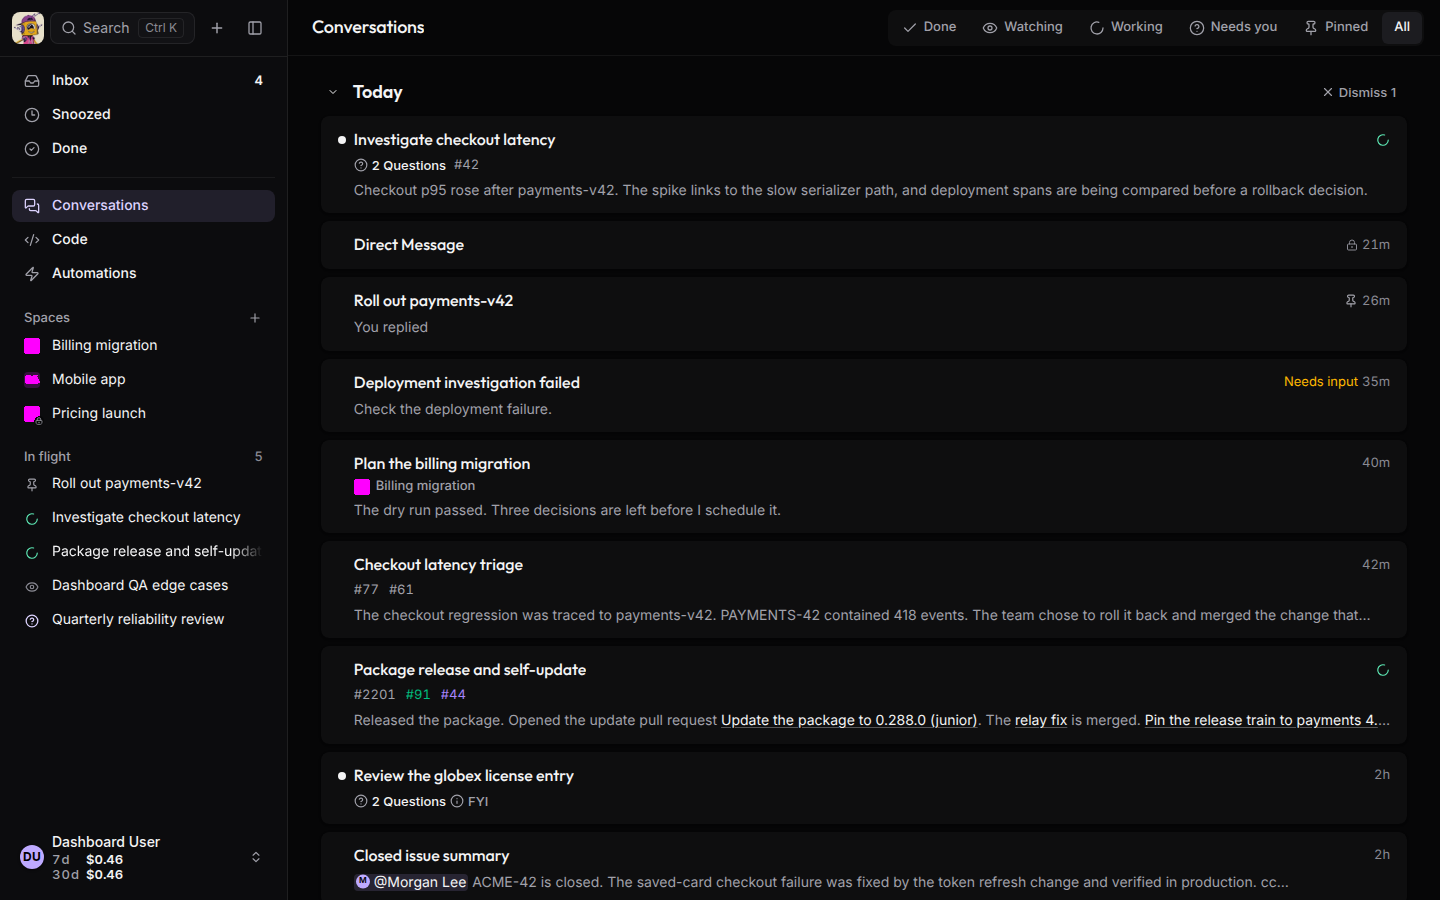 Search Ctrl K
Inbox 4
Snoozed
Done
Conversations
Code
Automations
Spaces
Billing migration
Mobile app
Pricing launch
In flight 5
Roll out payments-v42
Investigate checkout latency
Package release and self-updat
Dashboard QA edge cases
Quarterly reliability review
DU Dashboard User
7d $0.46
30d $0.46
Conversations
Done Watching Working Needs you Pinned All
Today Dismiss 1
Investigate checkout latency
2 Questions #42
Checkout p95 rose after payments-v42. The spike links to the slow serializer path, and deployment spans are being compared before a rollback decision.
Direct Message 21m
Roll out payments-v42 26m
You replied
Deployment investigation failed Needs input 35m
Check the deployment failure.
Plan the billing migration 40m
Billing migration
The dry run passed. Three decisions are left before I schedule it.
Checkout latency triage 42m
#77 #61
The checkout regression was traced to payments-v42. PAYMENTS-42 contained 418 events. The team chose to roll it back and merged the change that...
Package release and self-update
#2201 #91 #44
Released the package. Opened the update pull request Update the package to 0.288.0 (junior). The relay fix is merged. Pin the release train to payments 4....
Review the globex license entry 2h
2 Questions FYI
Closed issue summary 2h
M @Morgan Lee ACME-42 is closed. The saved-card checkout failure was fixed by the token refresh change and verified in production. cc...